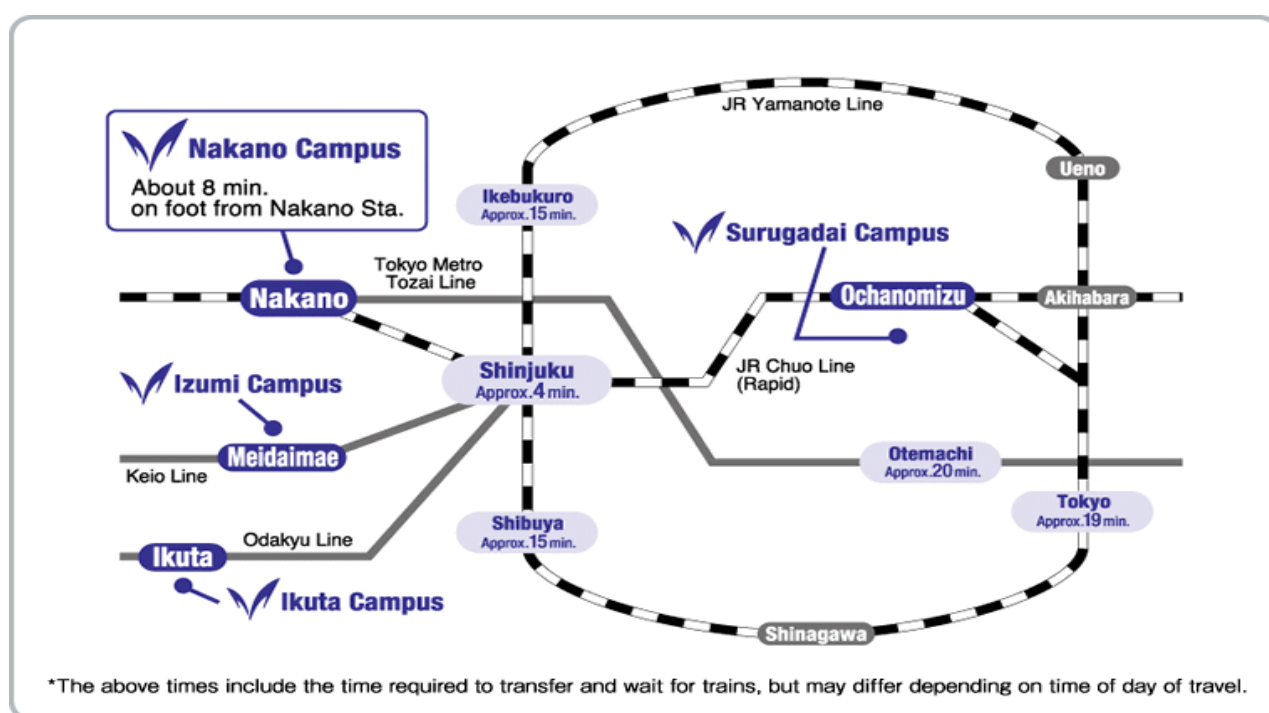 JR Yamanote Line
Nakano Campus
About 8 min.
on foot from Nakano Sta.
Ueno
Ikebukuro
Approx.15 min.
Surugadai Campus
Tokyo Metro
Tozai Line
Nakano
Ochanomizu
Akihabara
Shinjuku
Approx.4 min.
JR Chuo Line
(Rapid)
Izumi Campus
Meidaimae
Keio Line
Otemachi
Approx.20 min.
Tokyo
Approx.19 min.
Shibuya
Approx.15 min.
Odakyu Line
Ikuta
Ikuta Campus
Shinagawa
*The above times include the time required to transfer and wait for trains, but may differ depending on time of day of travel.